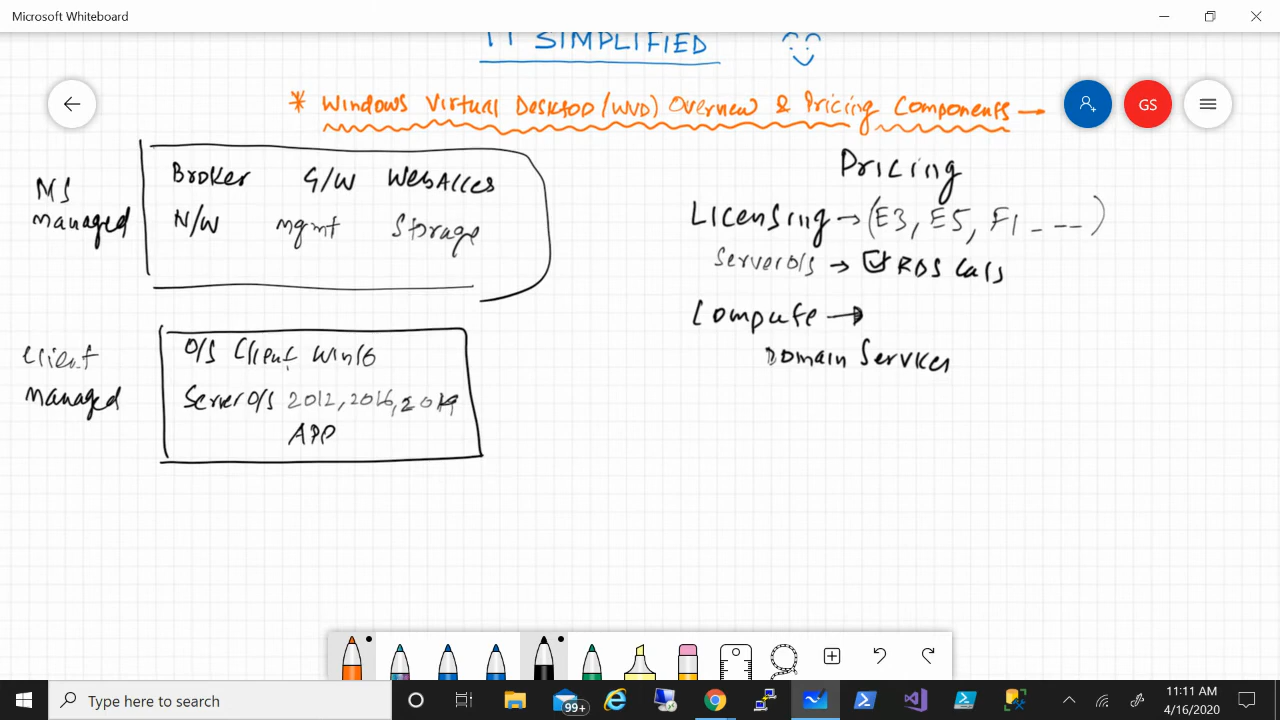 Microsoft Whiteboard
IT SIMPLIFIED
* Windows Virtual Desktop (WVD) Overview & Pricing Components →
GS
MS managed
Broker G/W WebAcces
N/W mgmt Storage
Client Managed
O/S Client Win10
Server O/S 2012, 2016, 2019
APP
Pricing
Licensing → (E3, E5, F1 - -- )
Server O/S → RDS Cals
Compute →
Domain Services
Type here to search
99+
11:11 AM
4/16/2020